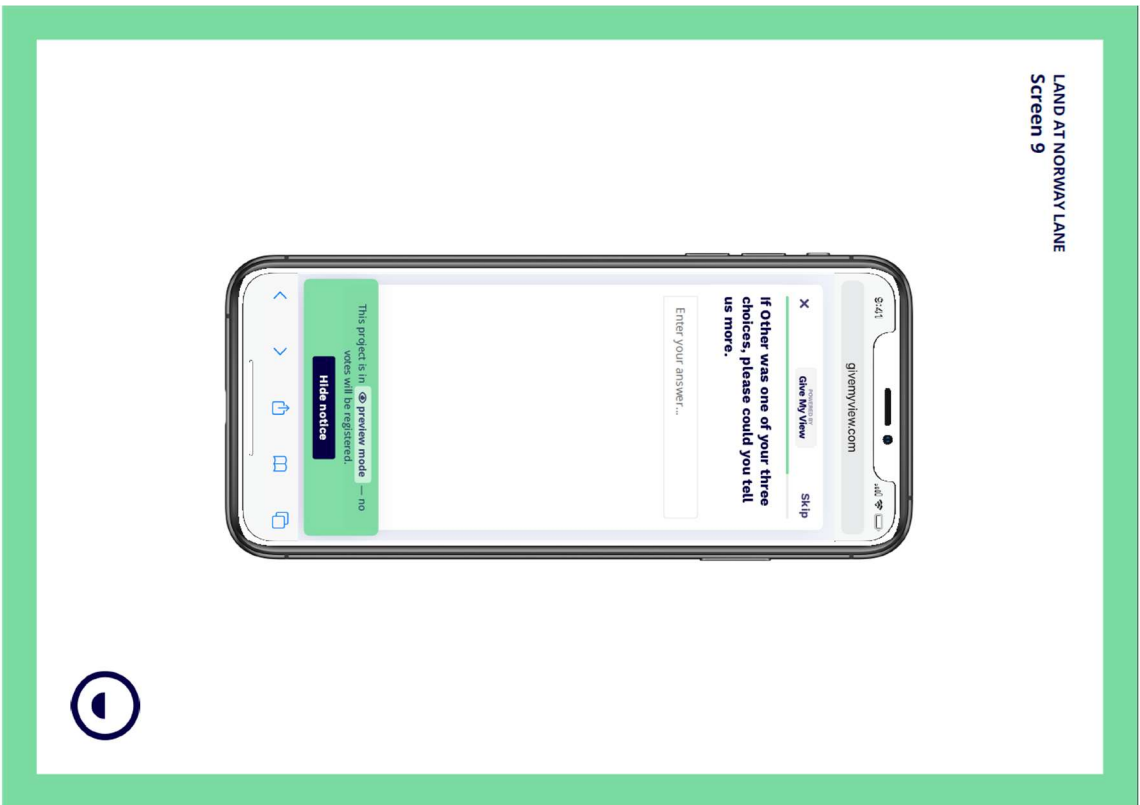 LAND AT NORWAY LANE
Screen 9
9:41
givemyview.com
POWERED BY
Give My View
Skip
If Other was one of your three
choices, please could you tell
us more.
Enter your answer...
This project is in preview mode — no
votes will be registered.
Hide notice